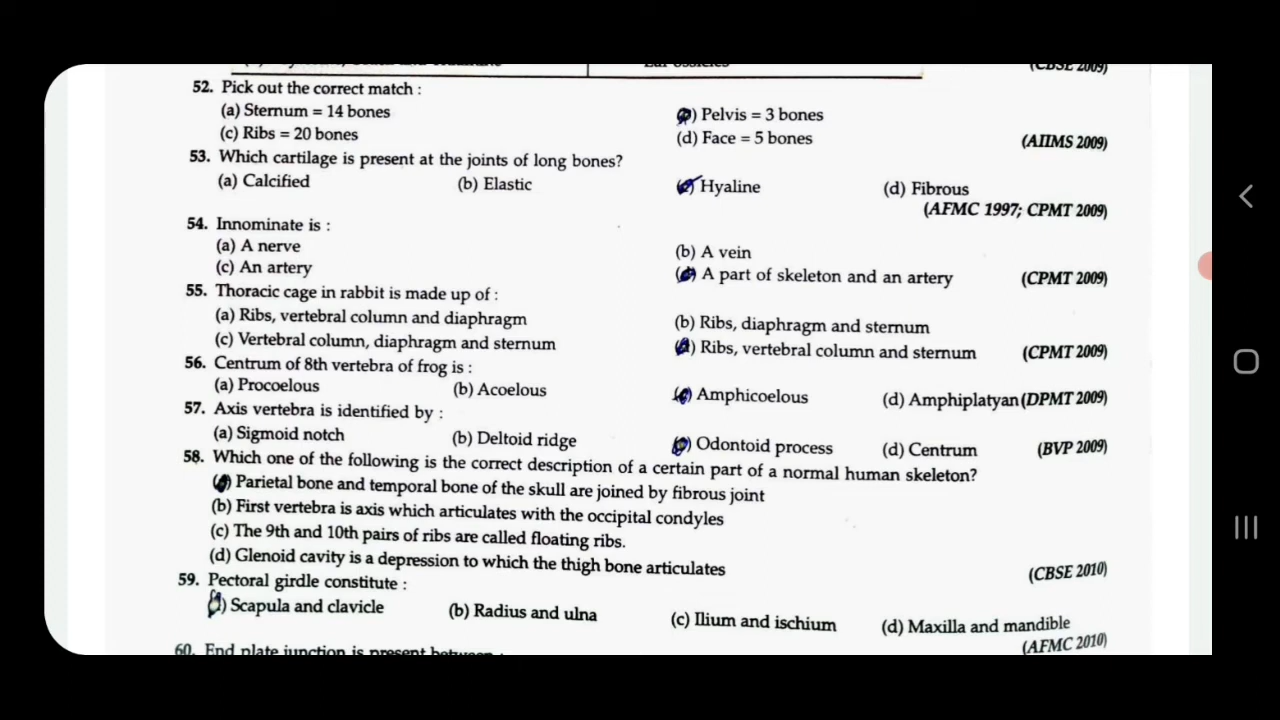 (CBSE 2009)
52. Pick out the correct match :
(a) Sternum = 14 bones
) Pelvis = 3 bones
(c) Ribs = 20 bones
(d) Face = 5 bones
(AIIMS 2009)
53. Which cartilage is present at the joints of long bones?
(a) Calcified (b) Elastic (c) Hyaline (d) Fibrous
(AFMC 1997; CPMT 2009)
54. Innominate is :
(a) A nerve (b) A vein
(c) An artery ) A part of skeleton and an artery (CPMT 2009)
55. Thoracic cage in rabbit is made up of :
(a) Ribs, vertebral column and diaphragm (b) Ribs, diaphragm and sternum
(c) Vertebral column, diaphragm and sternum (d) Ribs, vertebral column and sternum (CPMT 2009)
56. Centrum of 8th vertebra of frog is :
(a) Procoelous (b) Acoelous (c) Amphicoelous (d) Amphiplatyan (DPMT 2009)
57. Axis vertebra is identified by :
(a) Sigmoid notch (b) Deltoid ridge ) Odontoid process (d) Centrum (BVP 2009)
58. Which one of the following is the correct description of a certain part of a normal human skeleton?
) Parietal bone and temporal bone of the skull are joined by fibrous joint
(b) First vertebra is axis which articulates with the occipital condyles
(c) The 9th and 10th pairs of ribs are called floating ribs.
(d) Glenoid cavity is a depression to which the thigh bone articulates
(CBSE 2010)
59. Pectoral girdle constitute :
) Scapula and clavicle (b) Radius and ulna (c) Ilium and ischium (d) Maxilla and mandible
(AFMC 2010)
60. End plate junction is present between :